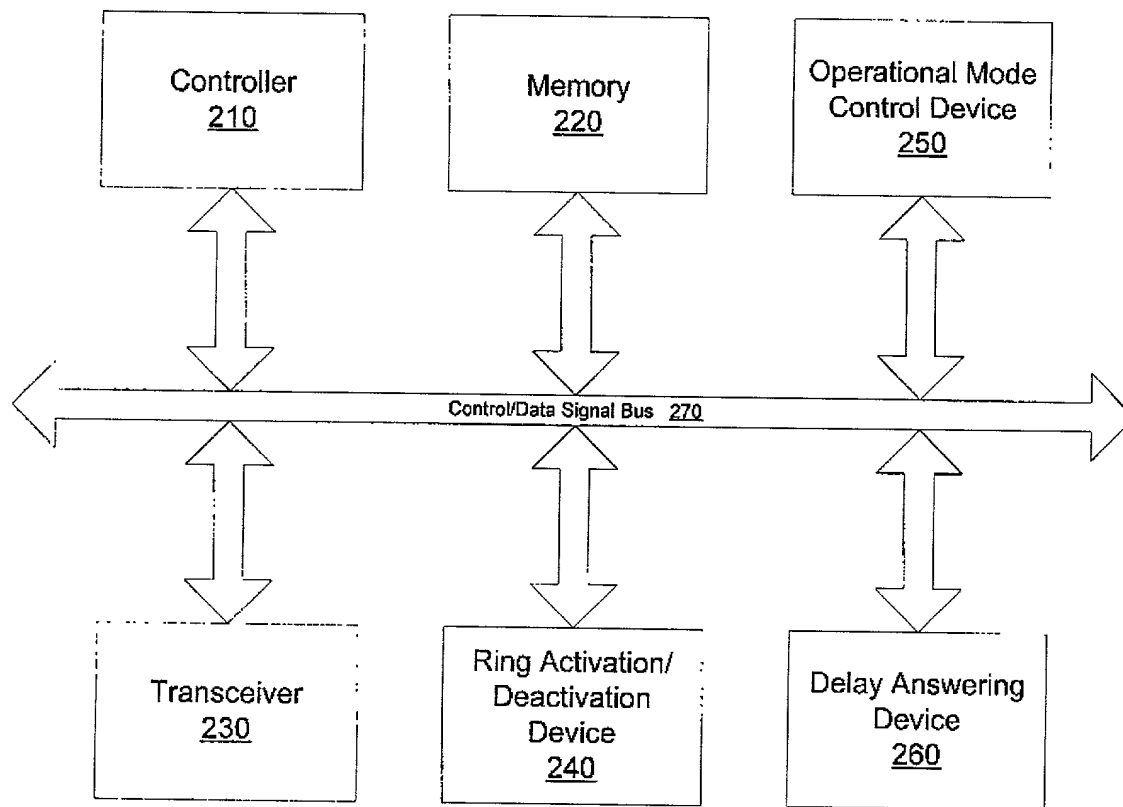 Controller
210
Memory
220
Operational Mode
Control Device
250
Control/Data Signal Bus 270
Transceiver
230
Ring Activation/
Deactivation
Device
240
Delay Answering
Device
260